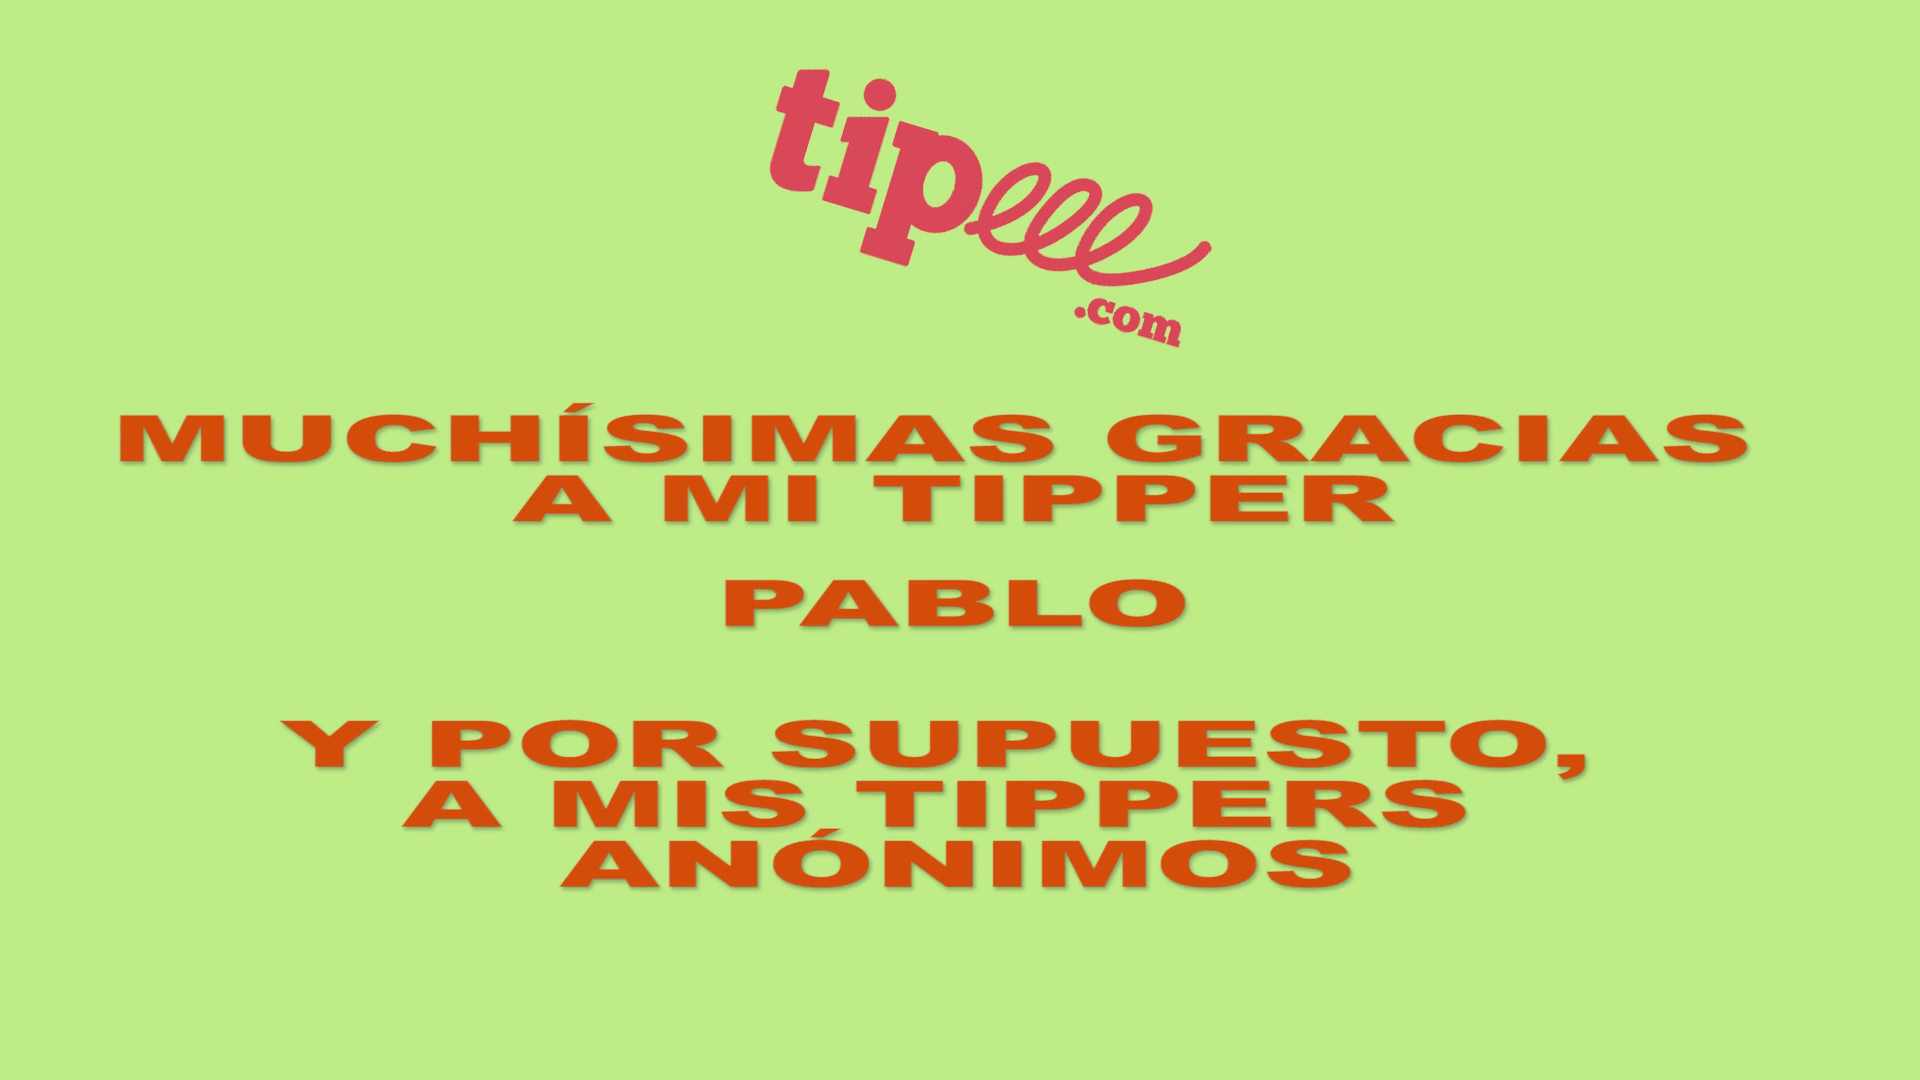 tipeee
.com
MUCHÍSIMAS GRACIAS
A MI TIPPER
PABLO
Y POR SUPUESTO,
A MIS TIPPERS
ANÓNIMOS